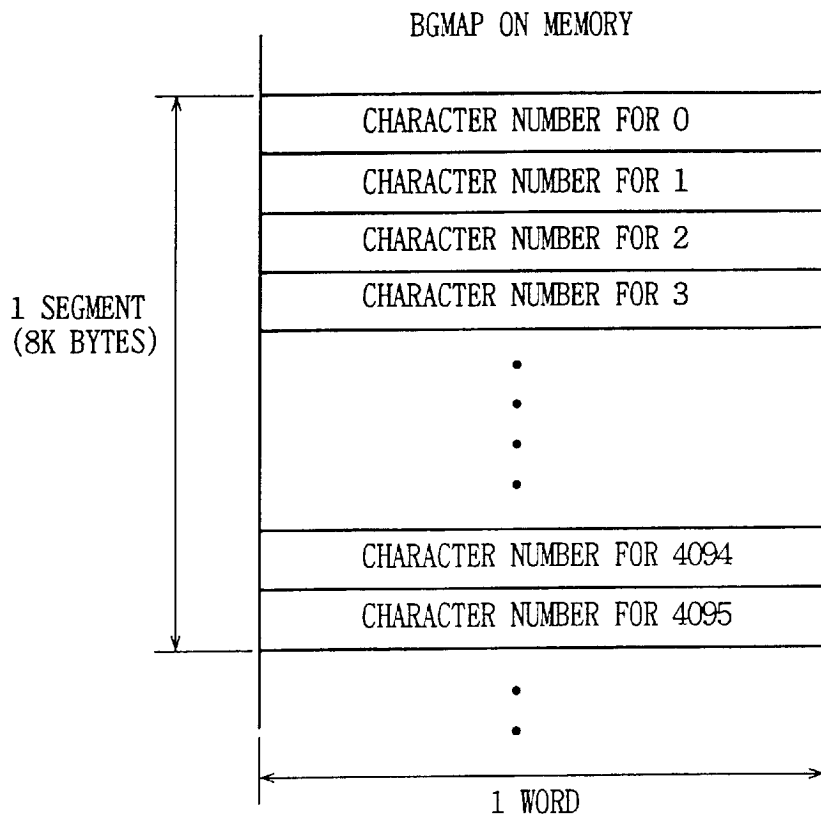 BGMAP ON MEMORY
CHARACTER NUMBER FOR 0
CHARACTER NUMBER FOR 1
CHARACTER NUMBER FOR 2
CHARACTER NUMBER FOR 3
1 SEGMENT
(8K BYTES)
CHARACTER NUMBER FOR 4094
CHARACTER NUMBER FOR 4095
1 WORD